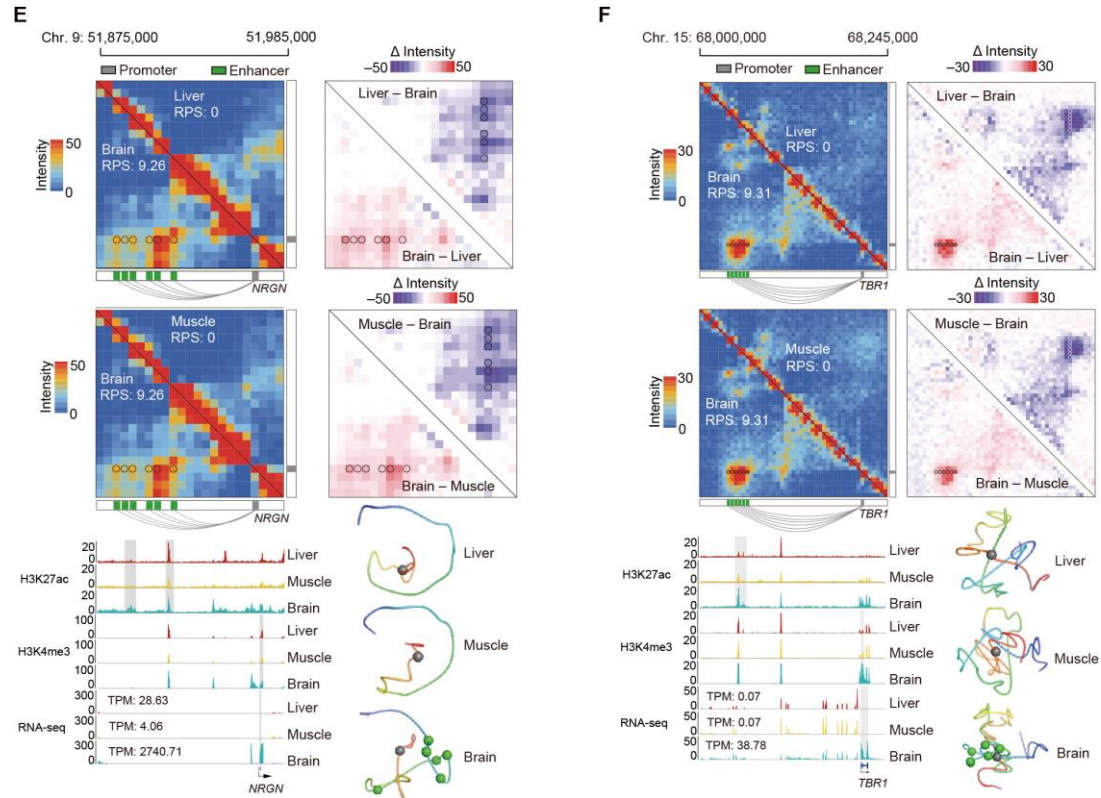 E
Chr. 9: 51,875,000 51,985,000
Promoter Enhancer
Δ Intensity
–50 50
Liver
RPS: 0
Brain
RPS: 9.26
Intensity
50
0
NRGN
Liver – Brain
Brain – Liver
Δ Intensity
–50 50
Muscle
RPS: 0
Brain
RPS: 9.26
Intensity
50
0
NRGN
Muscle – Brain
Brain – Muscle
H3K27ac
20
0
Liver
20
0
Muscle
20
0
Brain
H3K4me3
100
0
Liver
100
0
Muscle
100
0
Brain
RNA-seq
300
0
TPM: 28.63
Liver
300
0
TPM: 4.06
Muscle
300
0
TPM: 2740.71
Brain
NRGN
Liver
Muscle
Brain
F
Chr. 15: 68,000,000 68,245,000
Promoter Enhancer
Δ Intensity
–30 30
Liver
RPS: 0
Brain
RPS: 9.31
Intensity
30
0
TBR1
Liver – Brain
Brain – Liver
Δ Intensity
–30 30
Muscle
RPS: 0
Brain
RPS: 9.31
Intensity
30
0
TBR1
Muscle – Brain
Brain – Muscle
H3K27ac
20
0
Liver
20
0
Muscle
20
0
Brain
H3K4me3
20
0
Liver
20
0
Muscle
20
0
Brain
RNA-seq
50
0
TPM: 0.07
Liver
50
0
TPM: 0.07
Muscle
15
0
TPM: 38.78
Brain
TBR1
Liver
Muscle
Brain